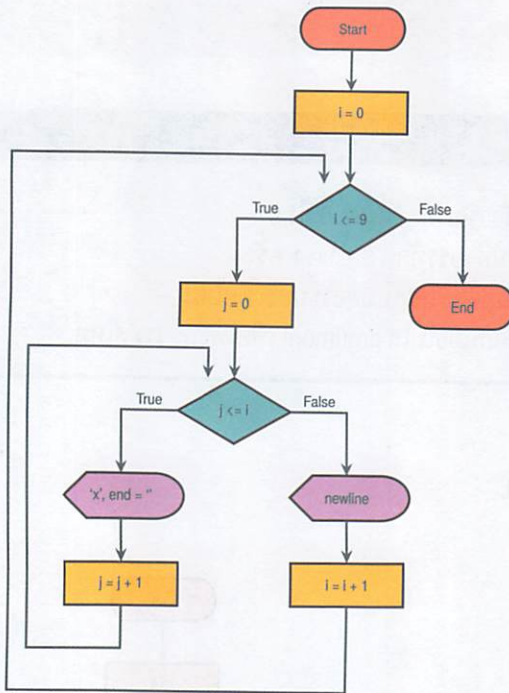 Start
i = 0
i <= 9
True
False
j = 0
End
j <= i
True
False
'x', end = ''
newline
j = j + 1
i = i + 1